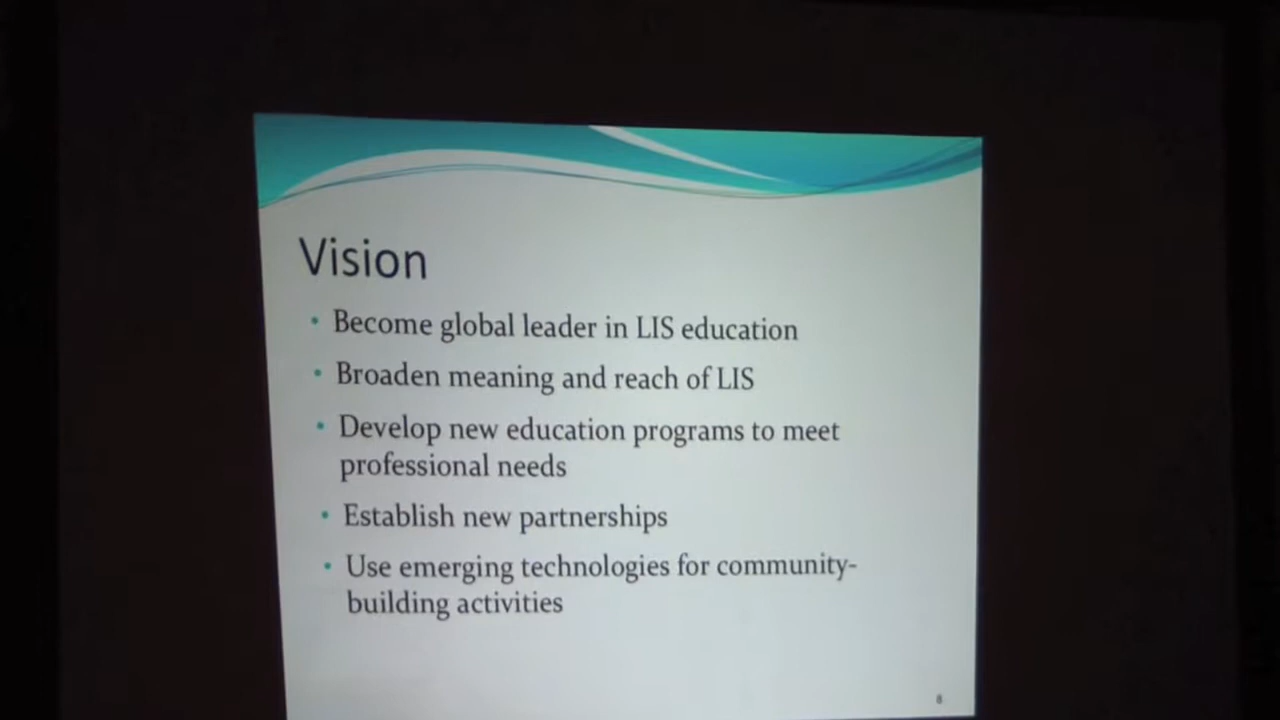 Vision
• Become global leader in LIS education
• Broaden meaning and reach of LIS
• Develop new education programs to meet
professional needs
• Establish new partnerships
• Use emerging technologies for community-
building activities
8